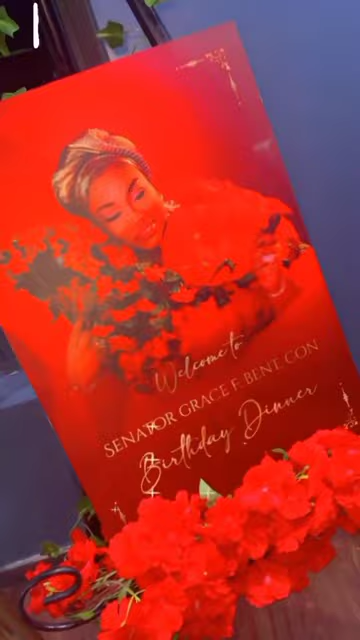 Welcome to
SENATOR GRACE F. BENT, CON
Birthday Dinner